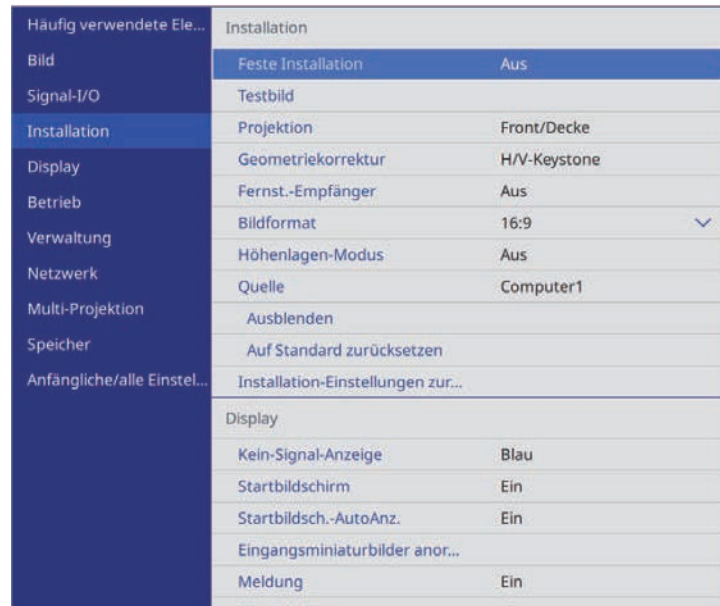 Häufig verwendete Ele...
Bild
Signal-I/O
Installation
Display
Betrieb
Verwaltung
Netzwerk
Multi-Projektion
Speicher
Anfängliche/alle Einstel...
Installation
Feste Installation Aus
Testbild
Projektion Front/Decke
Geometriekorrektur H/V-Keystone
Fernst.-Empfänger Aus
Bildformat 16:9
Höhenlagen-Modus Aus
Quelle Computer1
Ausblenden
Auf Standard zurücksetzen
Installation-Einstellungen zur...
Display
Kein-Signal-Anzeige Blau
Startbildschirm Ein
Startbildsch.-AutoAnz. Ein
Eingangsminiaturbilder anor...
Meldung Ein